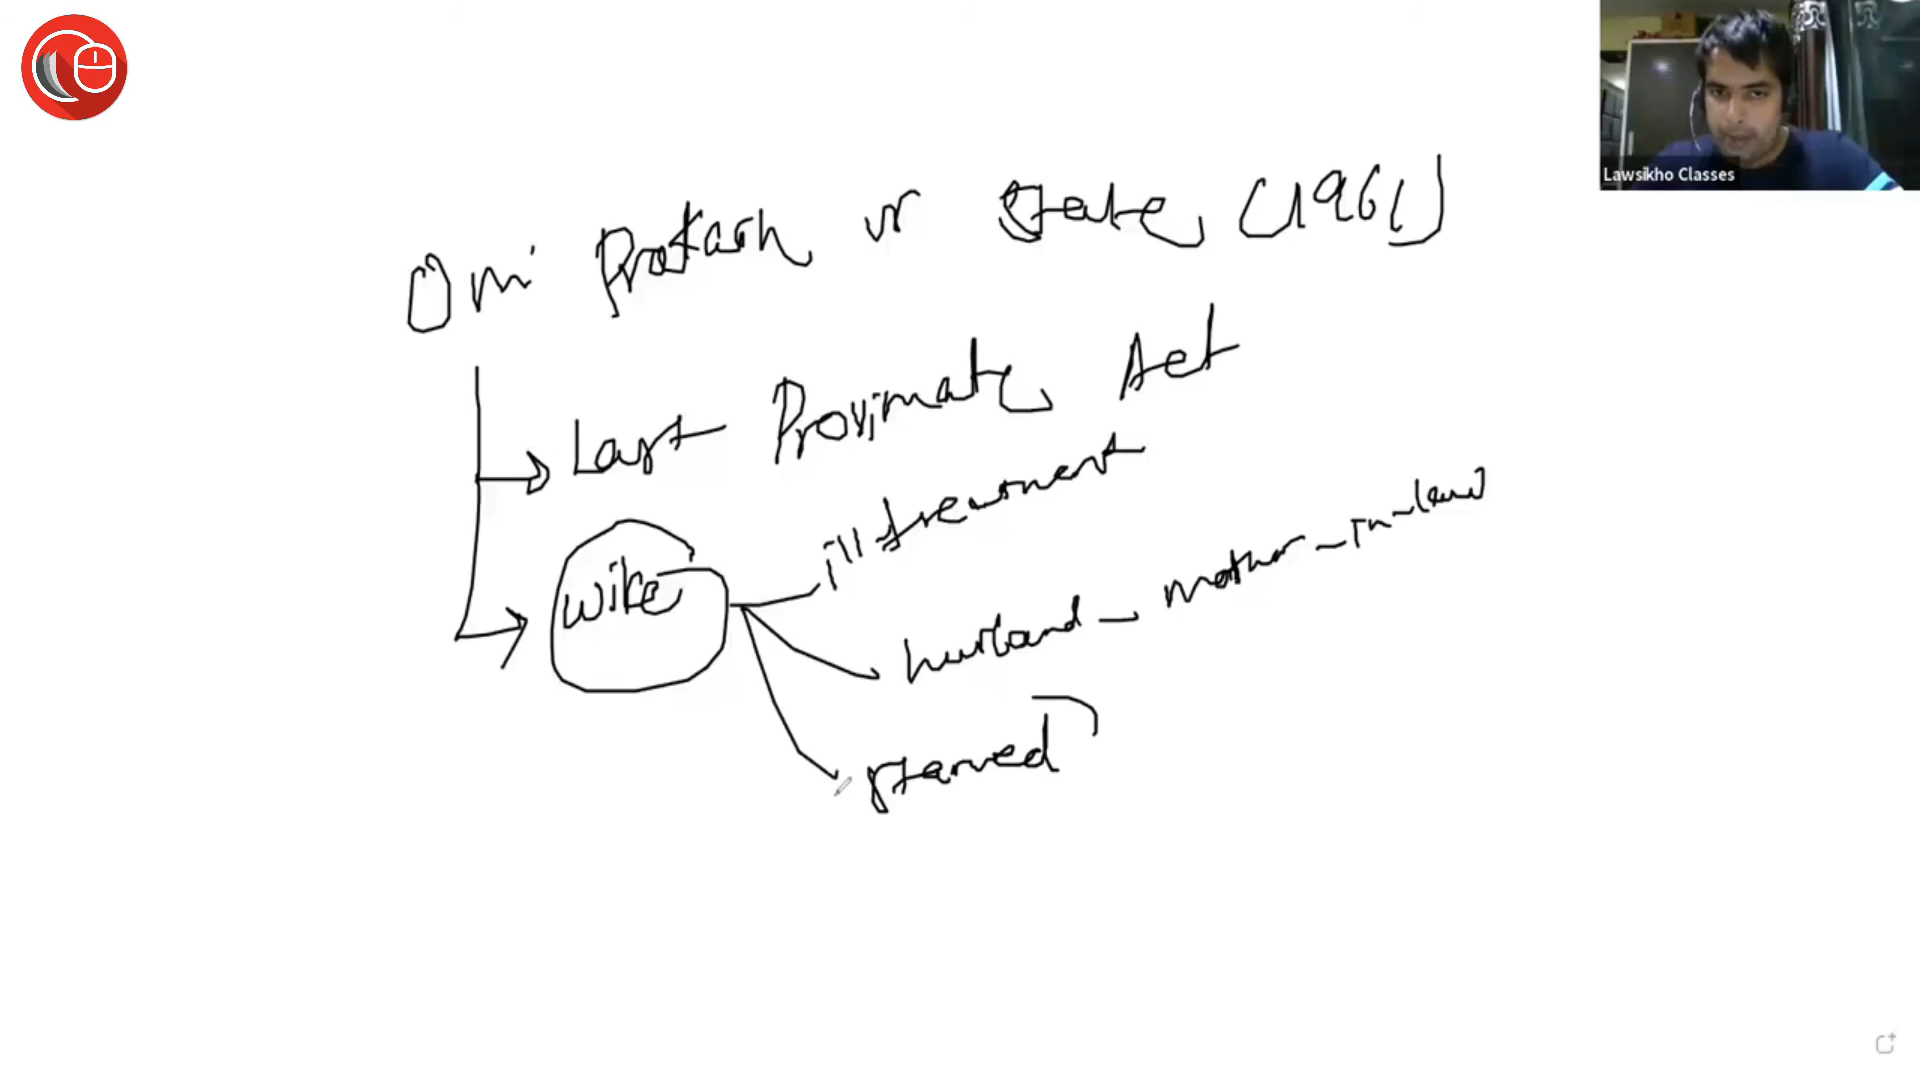 Lawsikho Classes
Om Prakash vs State (1961)
Last Proximate Act
ill treatment
wife
husband - mother-in-law
starved